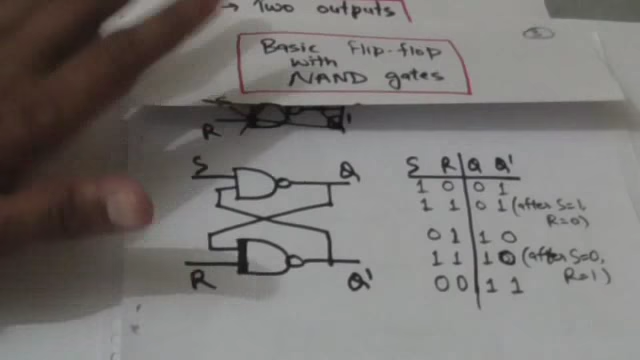 → Two outputs
Basic flip-flop
with
NAND gates
5
R Q'
S Q
R Q'
S R Q Q'
1 0 0 1
1 1 0 1 (after S=1,
R=0)
0 1 1 0
1 1 1 0 (after S=0,
R=1)
0 0 1 1